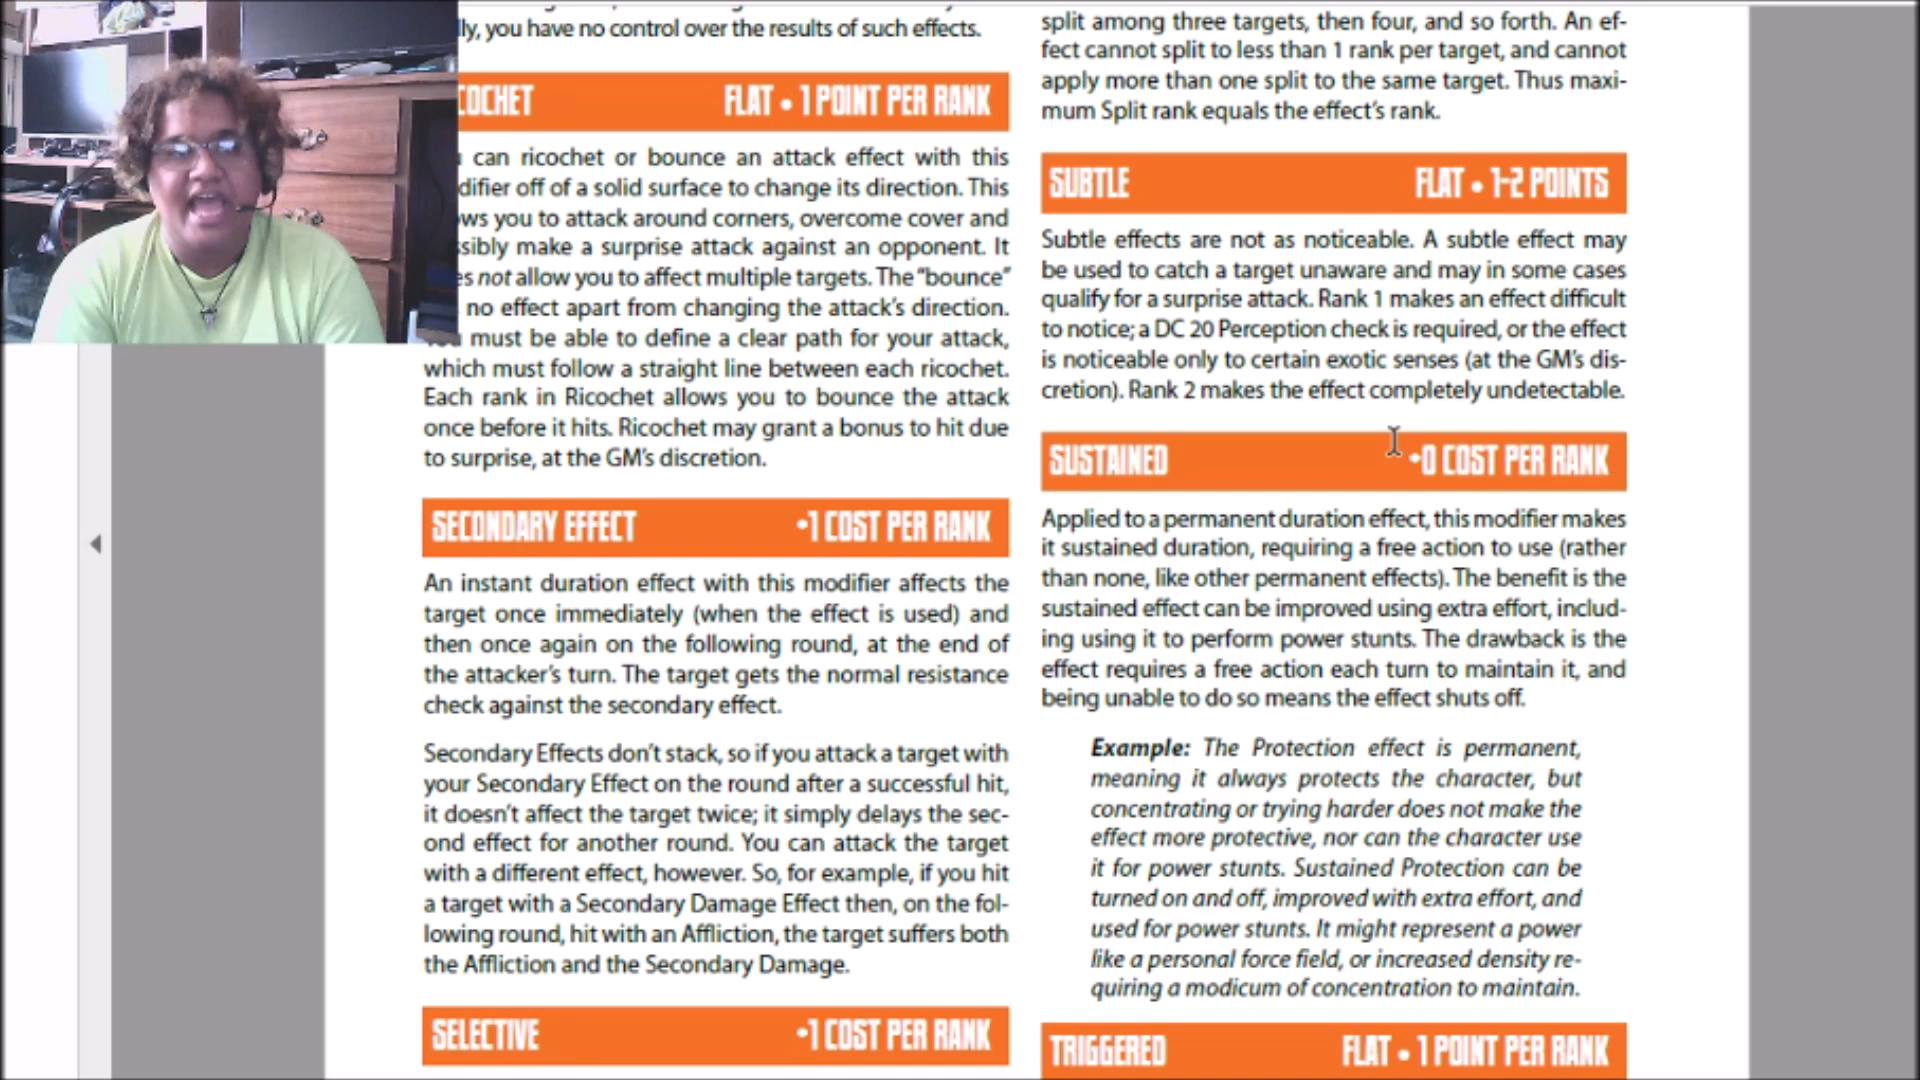 lly, you have no control over the results of such effects.
COCHET FLAT • 1 POINT PER RANK
can ricochet or bounce an attack effect with this
difier off of a solid surface to change its direction. This
ws you to attack around corners, overcome cover and
ssibly make a surprise attack against an opponent. It
es not allow you to affect multiple targets. The “bounce”
no effect apart from changing the attack’s direction.
must be able to define a clear path for your attack,
which must follow a straight line between each ricochet.
Each rank in Ricochet allows you to bounce the attack
once before it hits. Ricochet may grant a bonus to hit due
to surprise, at the GM’s discretion.
SECONDARY EFFECT •1 COST PER RANK
An instant duration effect with this modifier affects the
target once immediately (when the effect is used) and
then once again on the following round, at the end of
the attacker’s turn. The target gets the normal resistance
check against the secondary effect.
Secondary Effects don’t stack, so if you attack a target with
your Secondary Effect on the round after a successful hit,
it doesn’t affect the target twice; it simply delays the sec-
ond effect for another round. You can attack the target
with a different effect, however. So, for example, if you hit
a target with a Secondary Damage Effect then, on the fol-
lowing round, hit with an Affliction, the target suffers both
the Affliction and the Secondary Damage.
SELECTIVE •1 COST PER RANK
split among three targets, then four, and so forth. An ef-
fect cannot split to less than 1 rank per target, and cannot
apply more than one split to the same target. Thus maxi-
mum Split rank equals the effect’s rank.
SUBTLE FLAT • 1-2 POINTS
Subtle effects are not as noticeable. A subtle effect may
be used to catch a target unaware and may in some cases
qualify for a surprise attack. Rank 1 makes an effect difficult
to notice; a DC 20 Perception check is required, or the effect
is noticeable only to certain exotic senses (at the GM’s dis-
cretion). Rank 2 makes the effect completely undetectable.
SUSTAINED •0 COST PER RANK
Applied to a permanent duration effect, this modifier makes
it sustained duration, requiring a free action to use (rather
than none, like other permanent effects). The benefit is the
sustained effect can be improved using extra effort, includ-
ing using it to perform power stunts. The drawback is the
effect requires a free action each turn to maintain it, and
being unable to do so means the effect shuts off.
Example: The Protection effect is permanent,
meaning it always protects the character, but
concentrating or trying harder does not make the
effect more protective, nor can the character use
it for power stunts. Sustained Protection can be
turned on and off, improved with extra effort, and
used for power stunts. It might represent a power
like a personal force field, or increased density re-
quiring a modicum of concentration to maintain.
TRIGGERED FLAT • 1 POINT PER RANK